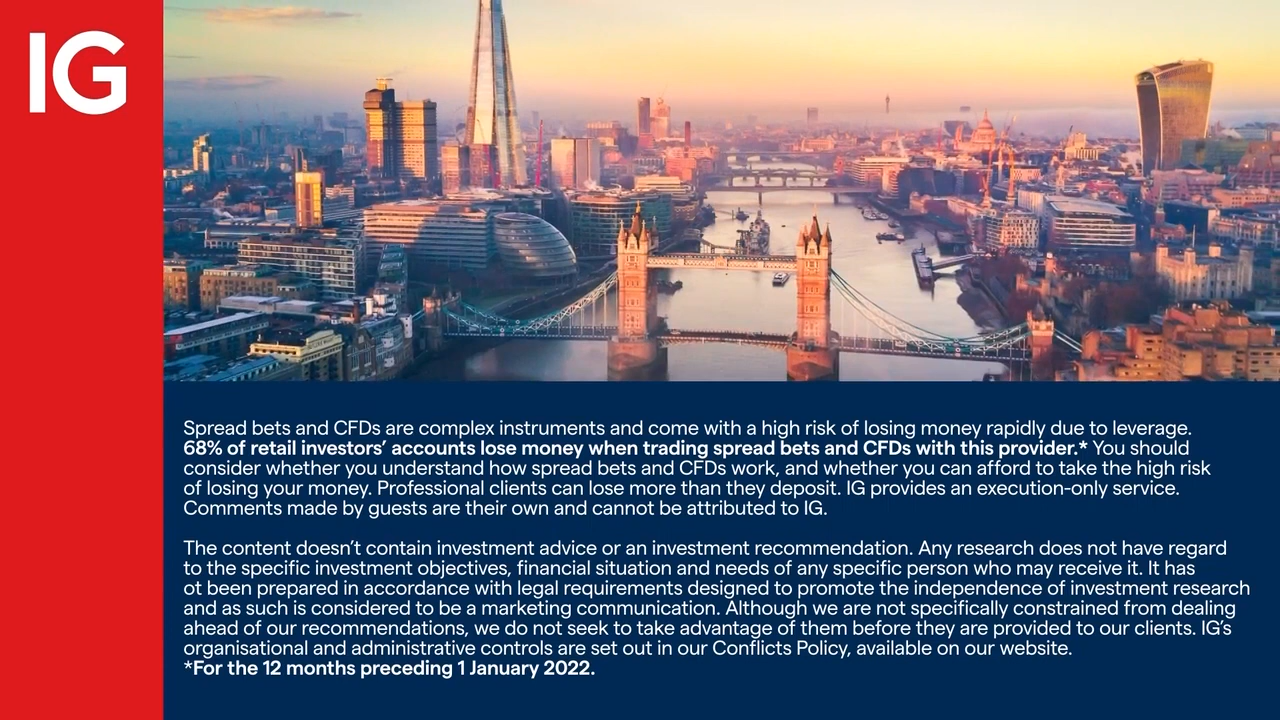 IG
Spread bets and CFDs are complex instruments and come with a high risk of losing money rapidly due to leverage.
68% of retail investors’ accounts lose money when trading spread bets and CFDs with this provider.* You should
consider whether you understand how spread bets and CFDs work, and whether you can afford to take the high risk
of losing your money. Professional clients can lose more than they deposit. IG provides an execution-only service.
Comments made by guests are their own and cannot be attributed to IG.
The content doesn’t contain investment advice or an investment recommendation. Any research does not have regard
to the specific investment objectives, financial situation and needs of any specific person who may receive it. It has
ot been prepared in accordance with legal requirements designed to promote the independence of investment research
and as such is considered to be a marketing communication. Although we are not specifically constrained from dealing
ahead of our recommendations, we do not seek to take advantage of them before they are provided to our clients. IG’s
organisational and administrative controls are set out in our Conflicts Policy, available on our website.
*For the 12 months preceding 1 January 2022.